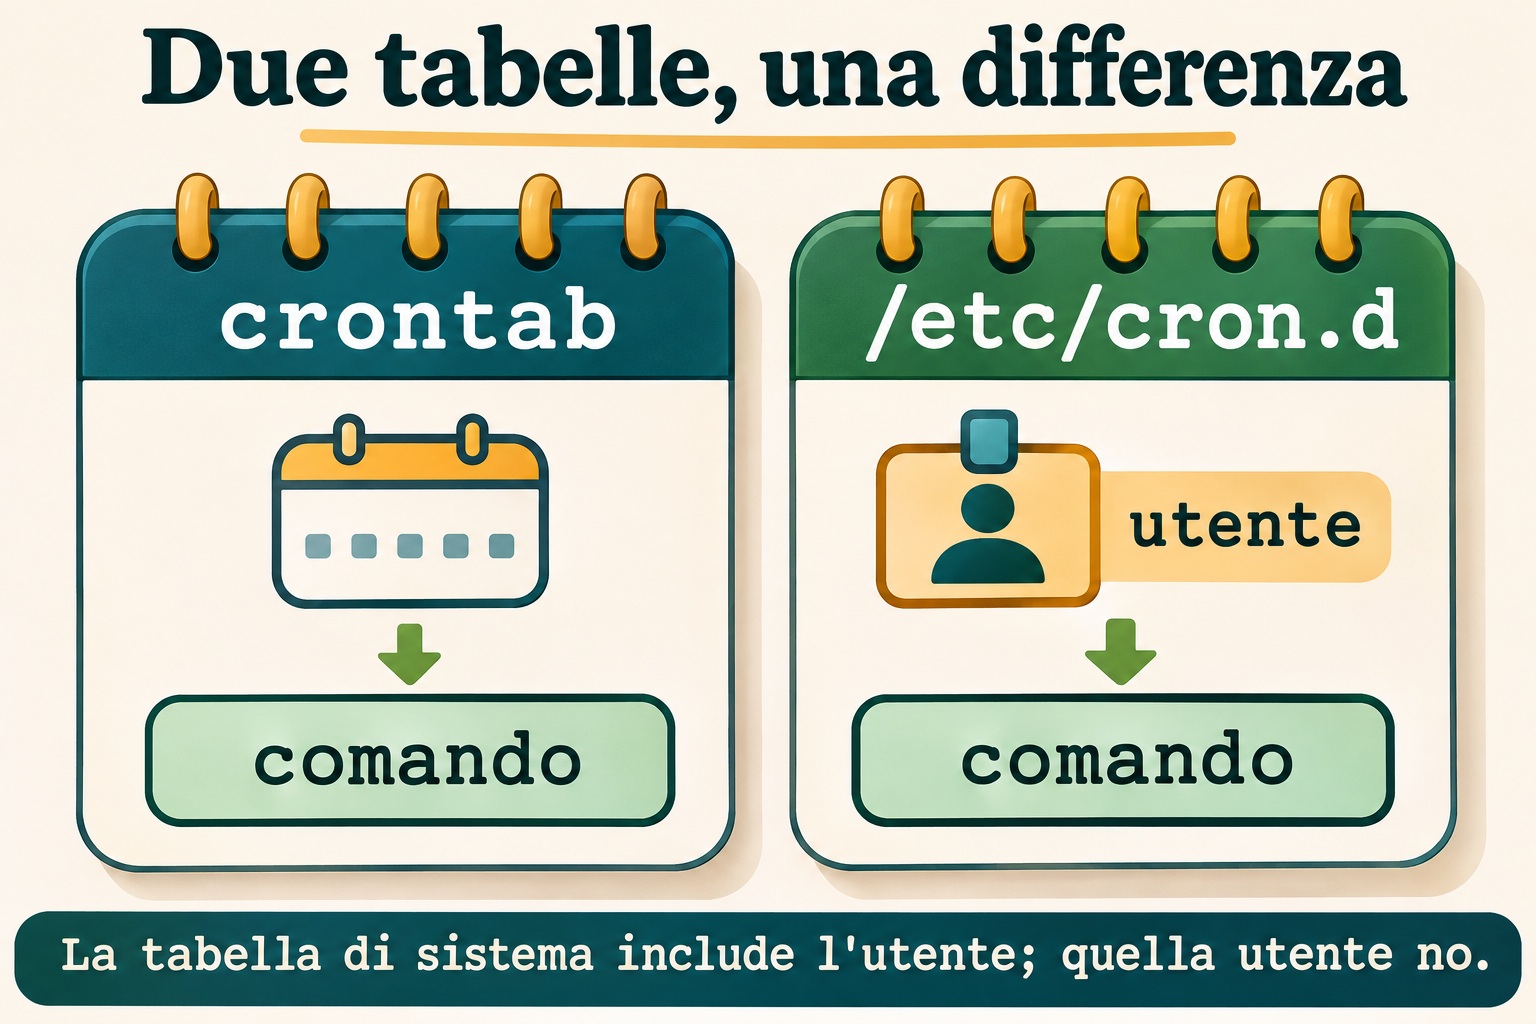 Due tabelle, una differenza
crontab
comando
/etc/cron.d
utente
comando
La tabella di sistema include l'utente; quella utente no.